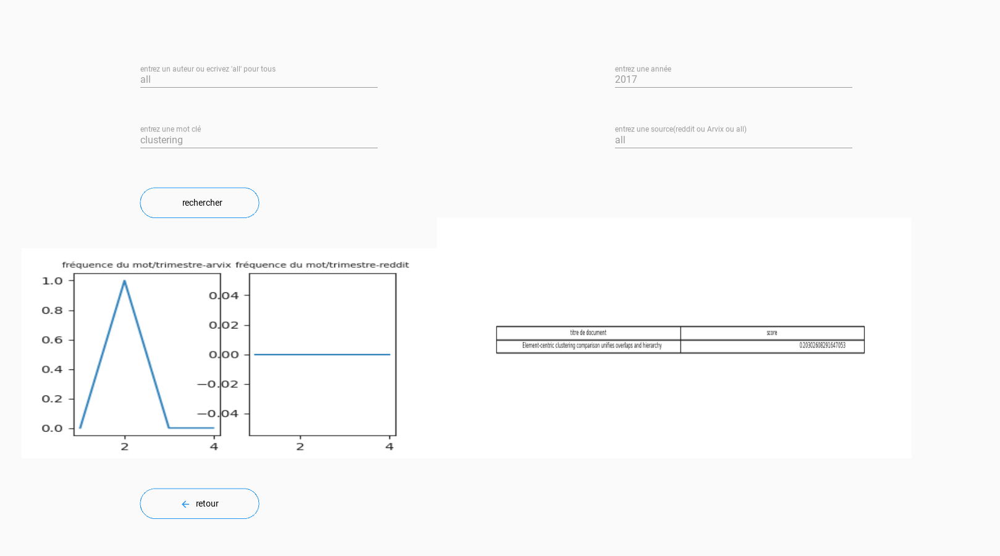 entrez un auteur ou ecrivez 'all' pour tous
all
entrez une année
2017
entrez une mot clé
clustering
entrez une source(reddit ou Arvix ou all)
all
rechercher
fréquence du mot/trimestre-arvix
1.0
0.8
0.6
0.4
0.2
0.0
2
4
fréquence du mot/trimestre-reddit
0.04
0.02
0.00
−0.02
−0.04
2
4
titre de document score
Element-centric clustering comparison unifies overlaps and hierarchy 0.20302608291647053
retour